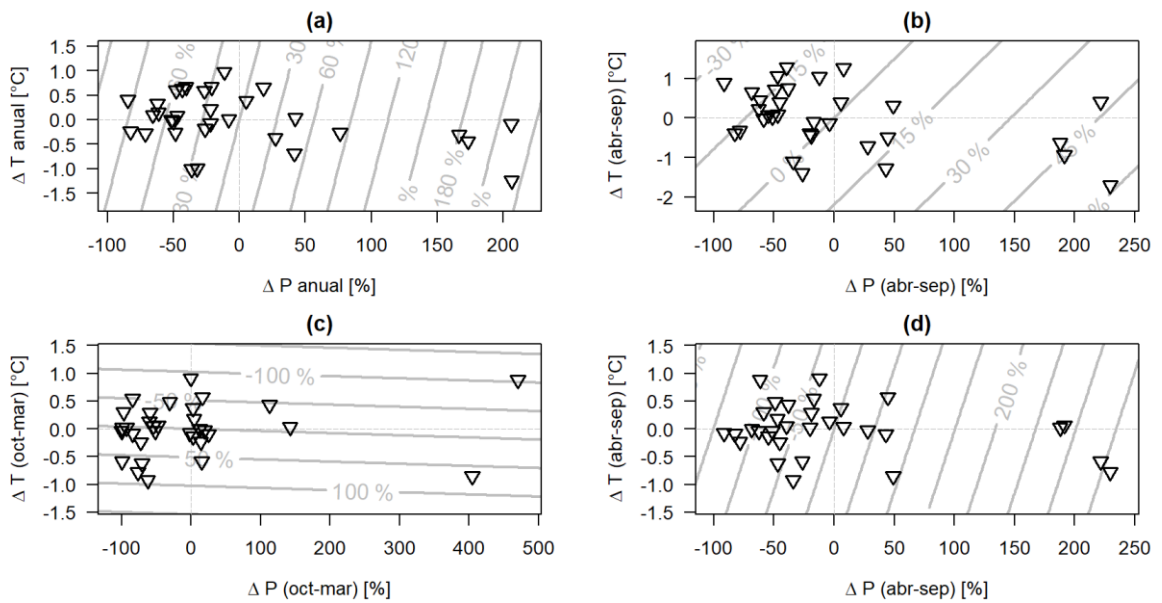 (a)
Δ T anual [°C]
1.5
1.0
0.5
0.0
-0.5
-1.0
-1.5
30
60 %
120
30 %
%
180 %
%
-100 -50 0 50 100 150 200
Δ P anual [%]
(b)
Δ T (abr-sep) [°C]
1
0
-1
-2
-30
15 %
0 %
15 %
30 %
%
-100 -50 0 50 100 150 200 250
Δ P (abr-sep) [%]
(c)
Δ T (oct-mar) [°C]
1.5
1.0
0.5
0.0
-0.5
-1.0
-1.5
-100 %
100 %
-100 0 100 200 300 400 500
Δ P (oct-mar) [%]
(d)
Δ T (abr-sep) [°C]
1.5
1.0
0.5
0.0
-0.5
-1.0
-1.5
200 %
-100 -50 0 50 100 150 200 250
Δ P (abr-sep) [%]